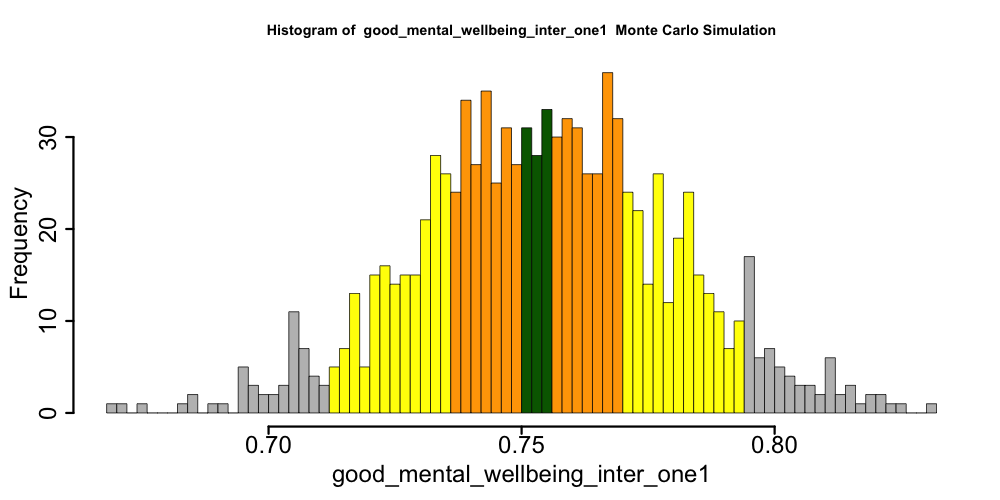 Histogram of  good_mental_wellbeing_inter_one1  Monte Carlo Simulation
Frequency
30
20
10
0
0.70 0.75 0.80
good_mental_wellbeing_inter_one1